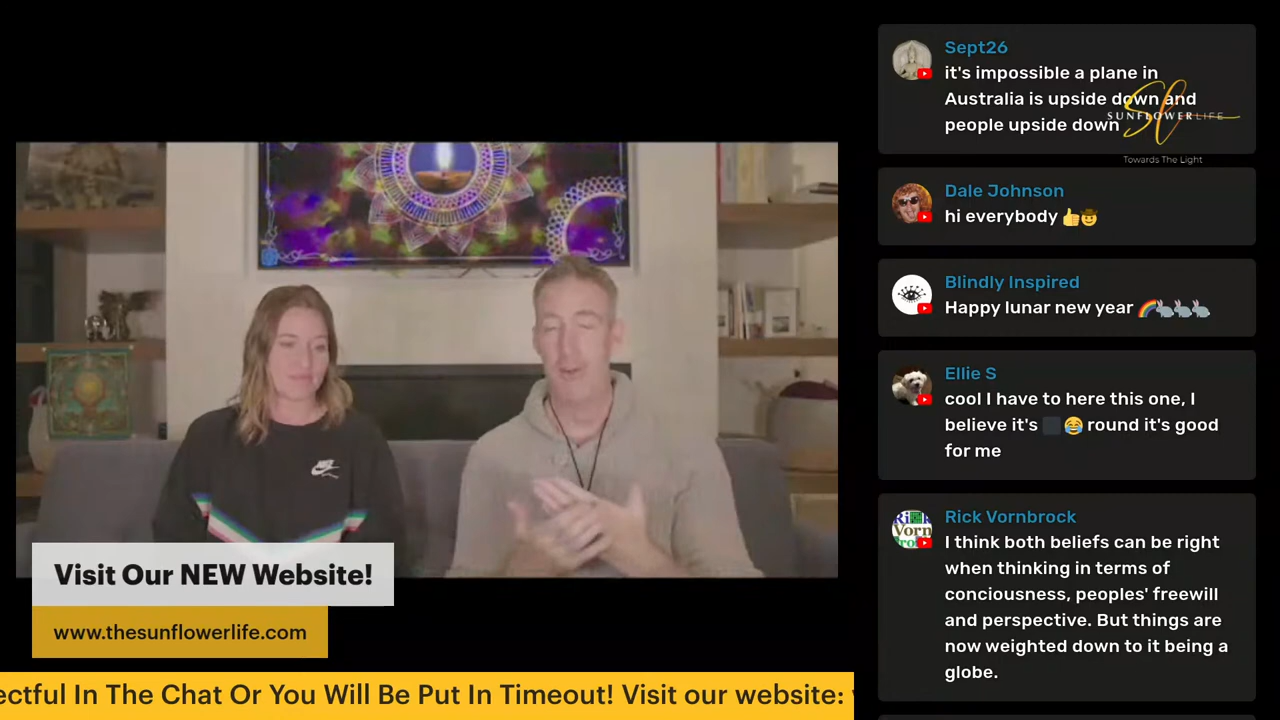 Sept26
it's impossible a plane in
Australia is upside down and
people upside down
SUNFLOWERLIFE
Towards The Light
Dale Johnson
hi everybody 👍🤠
Blindly Inspired
Happy lunar new year 🌈🐇🐇🐇
Ellie S
cool I have to here this one, I
believe it's ⬛😂 round it's good
for me
Rick Vornbrock
I think both beliefs can be right
when thinking in terms of
conciousness, peoples' freewill
and perspective. But things are
now weighted down to it being a
globe.
Visit Our NEW Website!
www.thesunflowerlife.com
ectful In The Chat Or You Will Be Put In Timeout! Visit our website: